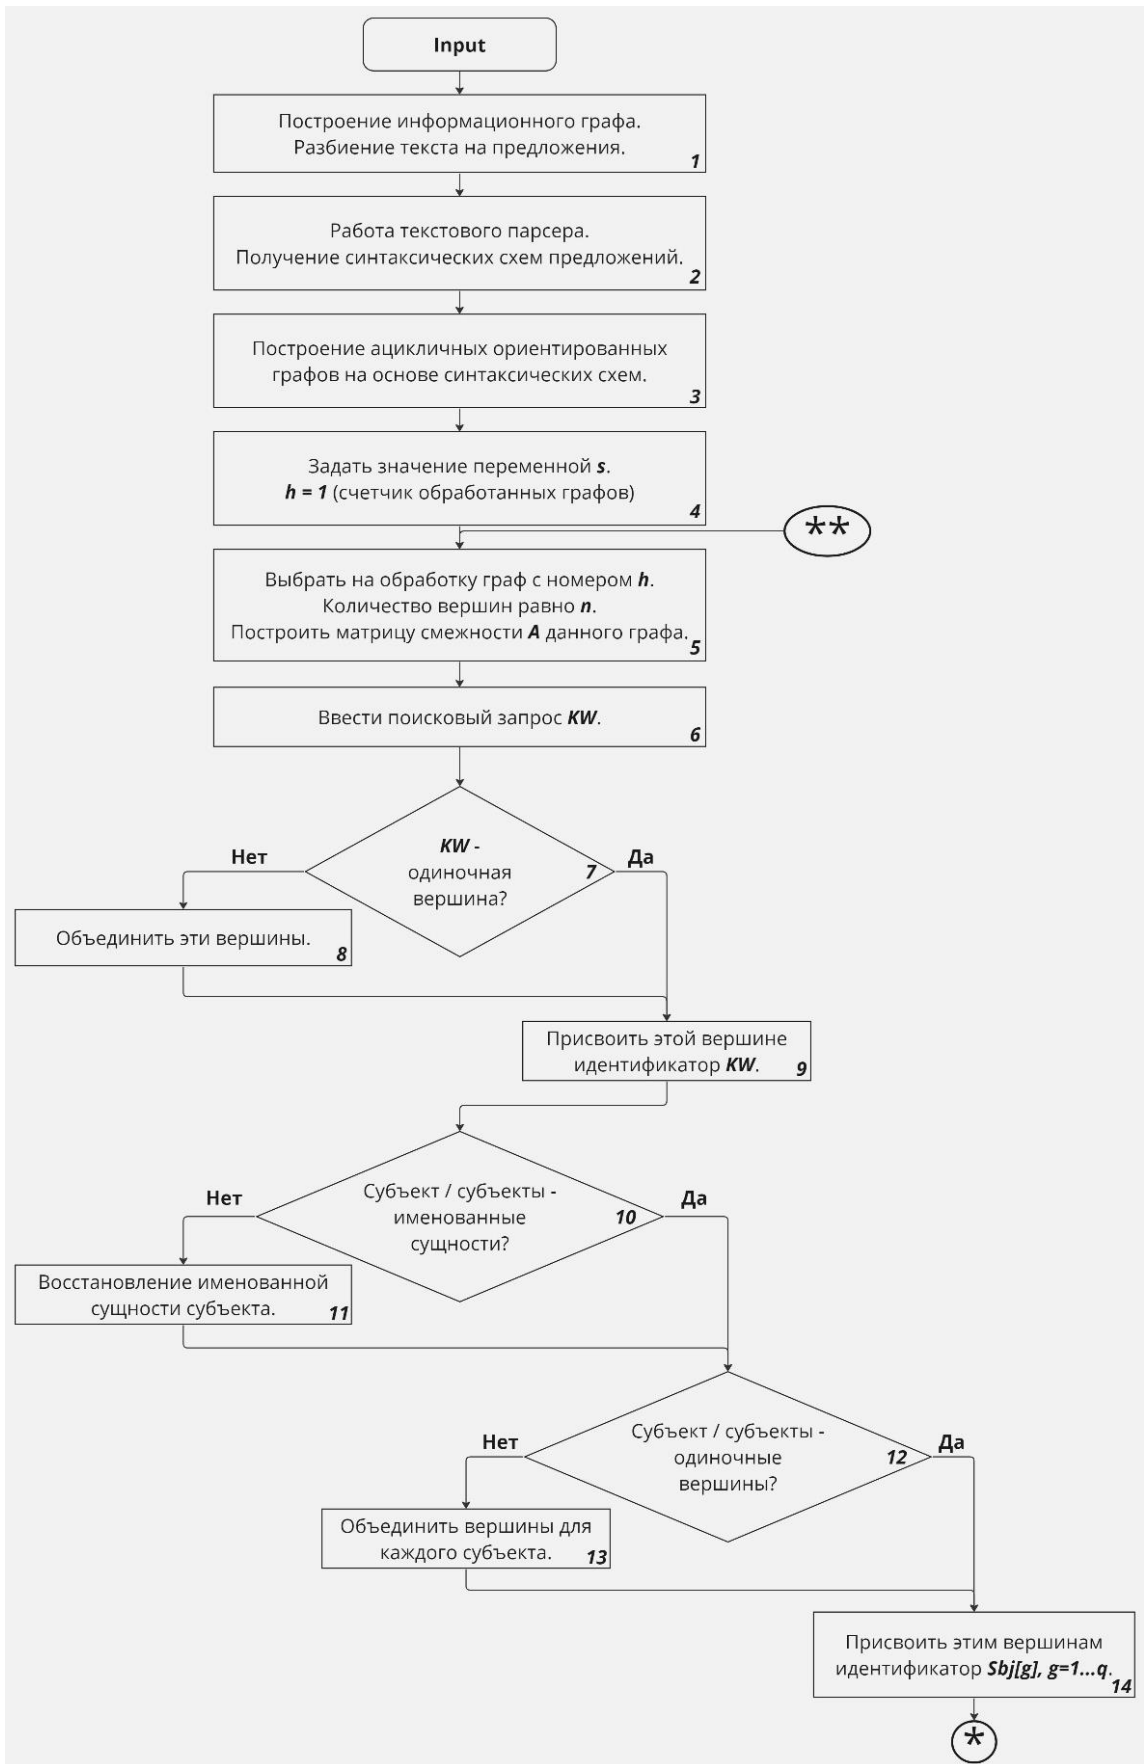 Input
Построение информационного графа.
Разбиение текста на предложения.
1
Работа текстового парсера.
Получение синтаксических схем предложений.
2
Построение ацикличных ориентированных
графов на основе синтаксических схем.
3
Задать значение переменной s.
h = 1 (счетчик обработанных графов)
4
**
Выбрать на обработку граф с номером h.
Количество вершин равно n.
Построить матрицу смежности A данного графа.
5
Ввести поисковый запрос KW.
6
KW -
одиночная
вершина?
7
Нет
Да
Объединить эти вершины.
8
Присвоить этой вершине
идентификатор KW.
9
Субъект / субъекты -
именованные
сущности?
10
Нет
Да
Восстановление именованной
сущности субъекта.
11
Субъект / субъекты -
одиночные
вершины?
12
Нет
Да
Объединить вершины для
каждого субъекта.
13
Присвоить этим вершинам
идентификатор Sbj[g], g=1...q.
14
*